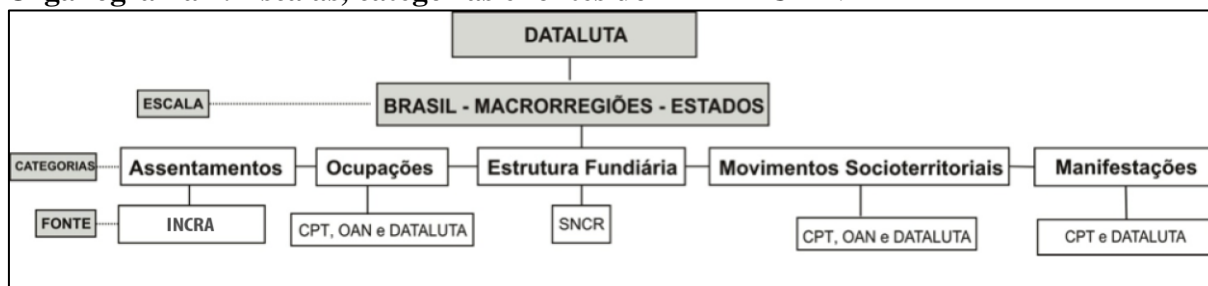 DATALUTA
ESCALA
BRASIL - MACRORREGIÕES - ESTADOS
CATEGORIAS
Assentamentos
Ocupações
Estrutura Fundiária
Movimentos Socioterritoriais
Manifestações
FONTE
INCRA
CPT, OAN e DATALUTA
SNCR
CPT, OAN e DATALUTA
CPT e DATALUTA